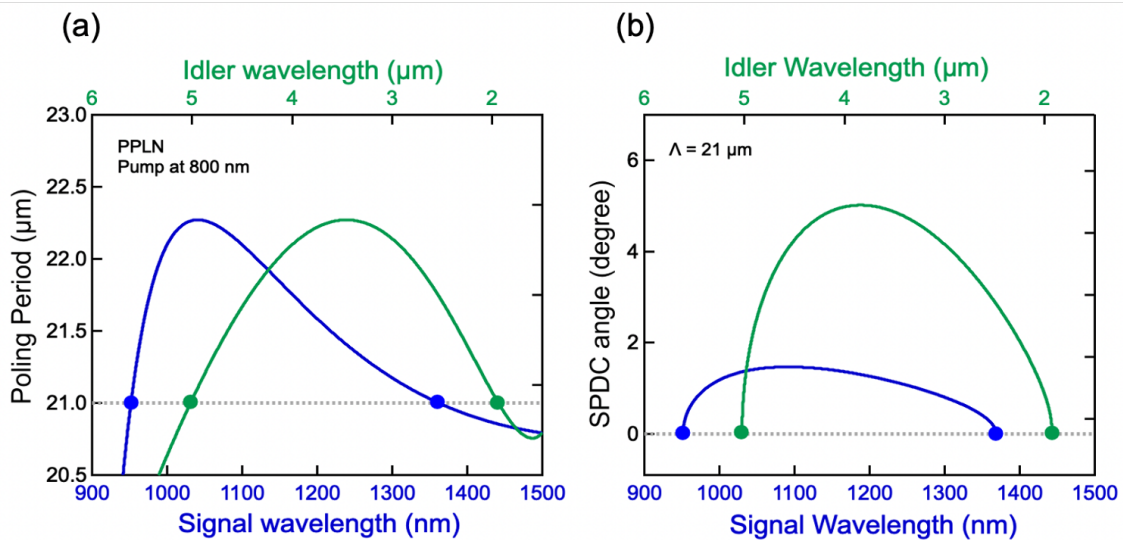 (a)
Idler wavelength (μm)
6 5 4 3 2
23.0
22.5
22.0
21.5
21.0
20.5
Poling Period (μm)
PPLN
Pump at 800 nm
900 1000 1100 1200 1300 1400 1500
Signal wavelength (nm)
(b)
Idler Wavelength (μm)
6 5 4 3 2
6
4
2
0
SPDC angle (degree)
Λ = 21 μm
900 1000 1100 1200 1300 1400 1500
Signal Wavelength (nm)